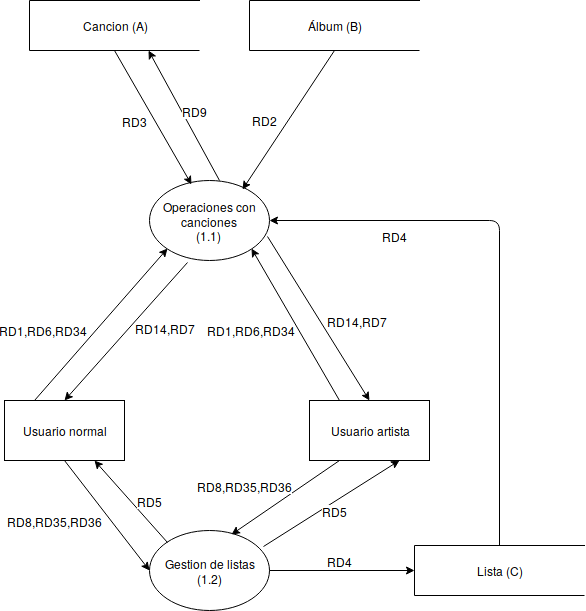 Cancion (A)
Álbum (B)
RD3
RD9
RD2
Operaciones con
canciones
(1.1)
RD4
RD1,RD6,RD34
RD14,RD7
RD1,RD6,RD34
RD14,RD7
Usuario normal
Usuario artista
RD8,RD35,RD36
RD5
RD8,RD35,RD36
RD5
Gestion de listas
(1.2)
RD4
Lista (C)